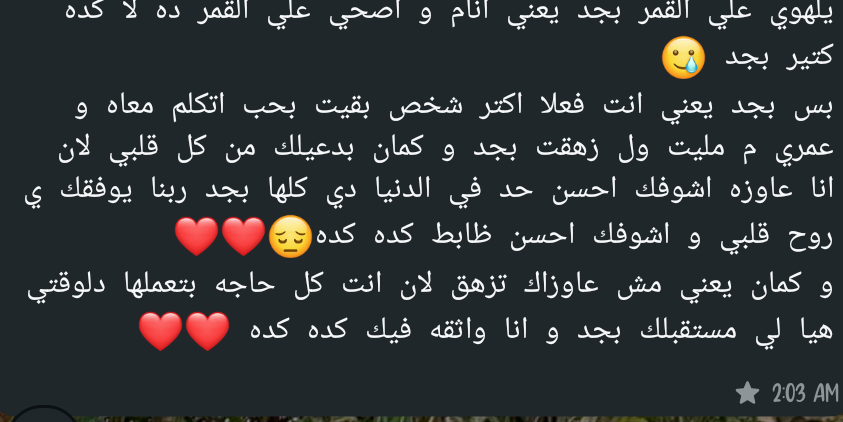 يلهوي علي القمر بجد يعني انام و اصحي علي القمر ده لا كده
كتير بجد 🥲
بس بجد يعني انت فعلا اكتر شخص بقيت بحب اتكلم معاه و
عمري م مليت ول زهقت بجد و كمان بدعيلك من كل قلبي لان
انا عاوزه اشوفك احسن حد في الدنيا دي كلها بجد ربنا يوفقك ي
روح قلبي و اشوفك احسن ظابط كده كده😔❤️❤️
و كمان يعني مش عاوزاك تزهق لان انت كل حاجه بتعملها دلوقتي
هيا لي مستقبلك بجد و انا واثقه فيك كده كده ❤️❤️
2:03 AM